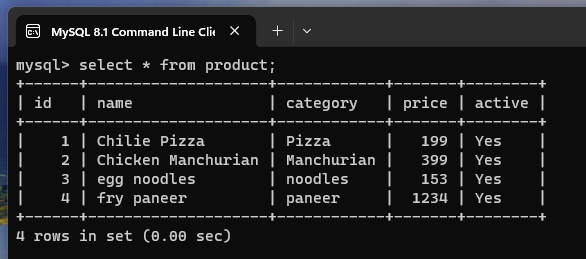 MySQL 8.1 Command Line Clie
mysql> select * from product;
+------+-------------------+------------+-------+--------+
| id   | name              | category   | price | active |
+------+-------------------+------------+-------+--------+
|    1 | Chilie Pizza      | Pizza      |   199 | Yes    |
|    2 | Chicken Manchurian | Manchurian |   399 | Yes    |
|    3 | egg noodles       | noodles    |   153 | Yes    |
|    4 | fry paneer        | paneer     |  1234 | Yes    |
+------+-------------------+------------+-------+--------+
4 rows in set (0.00 sec)